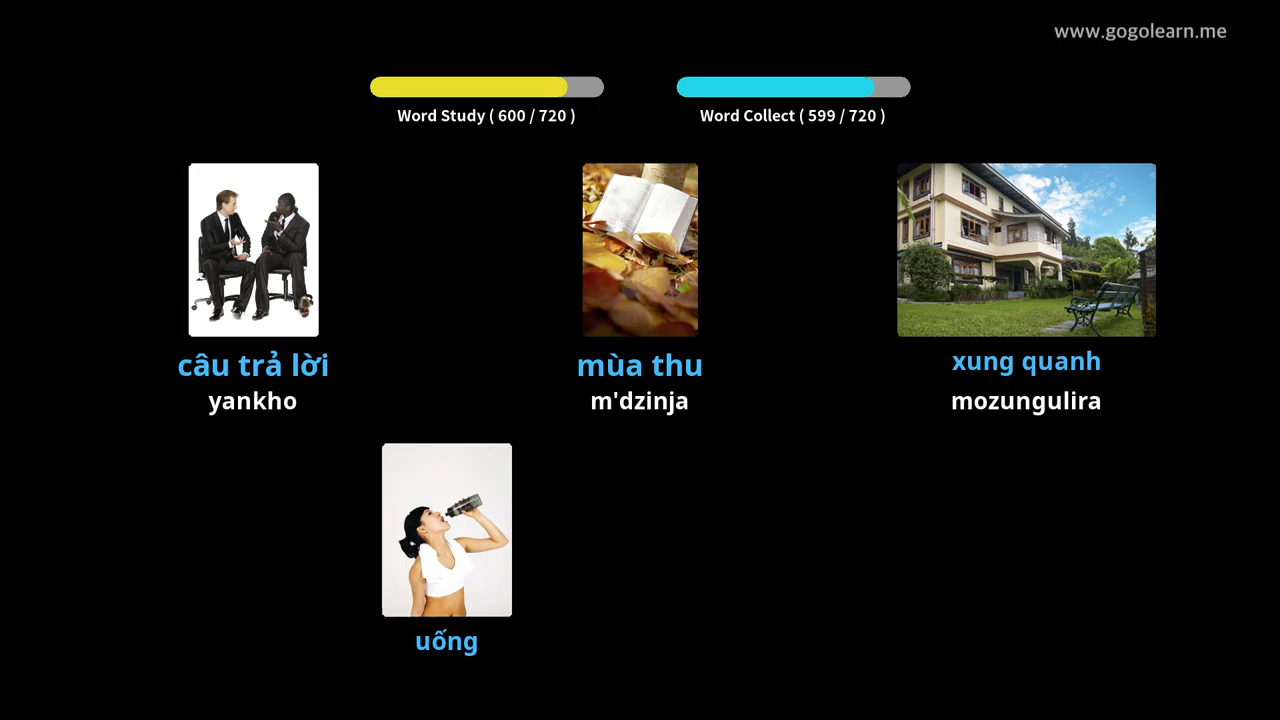 www.gogolearn.me
Word Study ( 600 / 720 )
Word Collect ( 599 / 720 )
câu trả lời
yankho
mùa thu
m'dzinja
xung quanh
mozungulira
uống